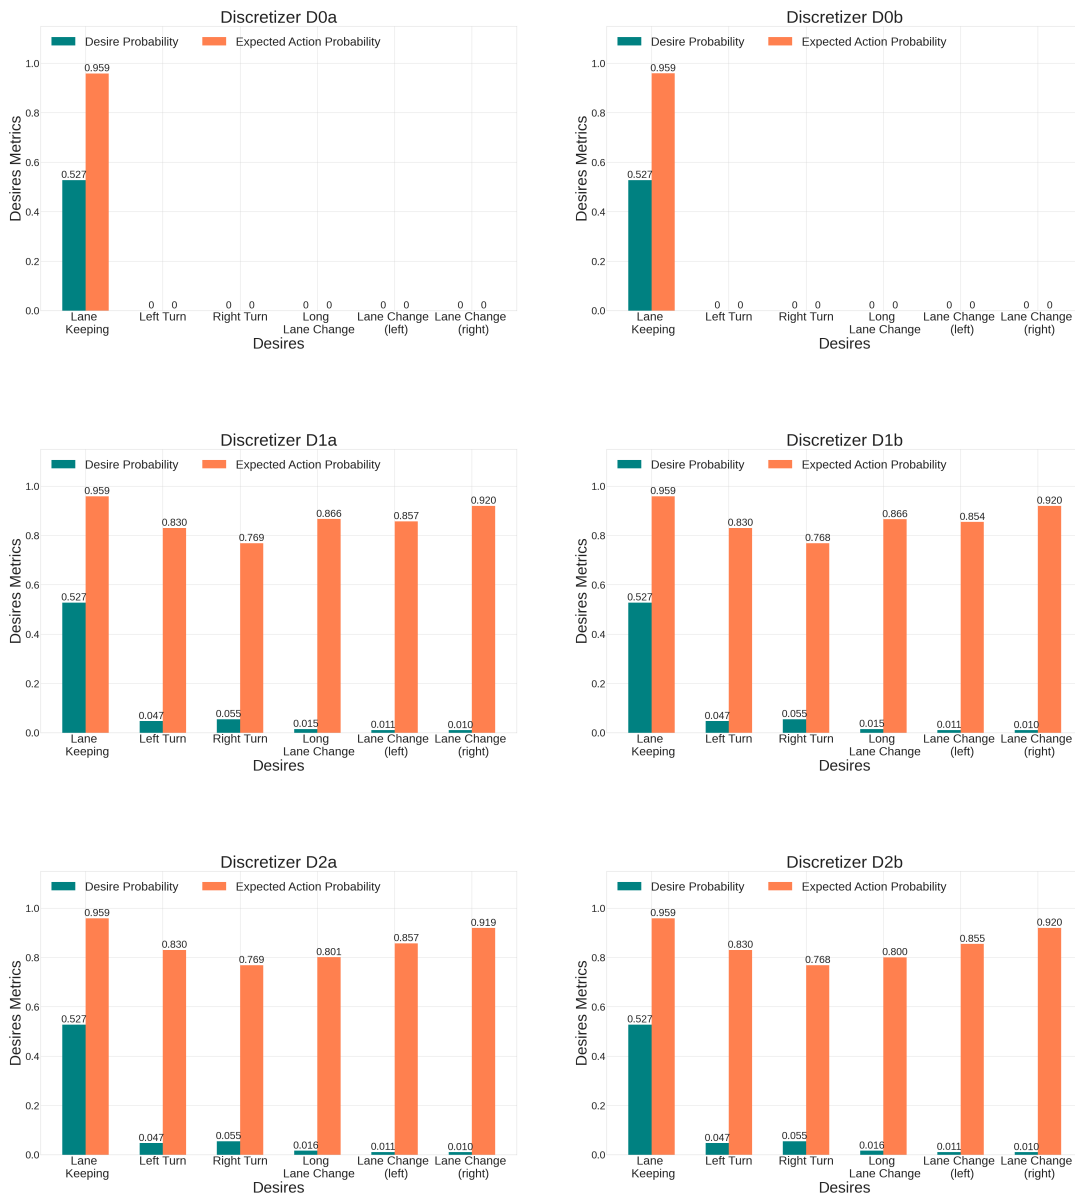 Discretizer D0a
Desire Probability Expected Action Probability
Desires Metrics
1.0
0.8
0.6
0.4
0.2
0.0
0.527 0.959
0 0 0 0 0 0 0 0 0 0
Lane Keeping Left Turn Right Turn Long Lane Change Lane Change (left) Lane Change (right)
Desires
Discretizer D0b
Desire Probability Expected Action Probability
Desires Metrics
1.0
0.8
0.6
0.4
0.2
0.0
0.527 0.959
0 0 0 0 0 0 0 0 0 0
Lane Keeping Left Turn Right Turn Long Lane Change Lane Change (left) Lane Change (right)
Desires
Discretizer D1a
Desire Probability Expected Action Probability
Desires Metrics
1.0
0.8
0.6
0.4
0.2
0.0
0.527 0.959 0.047 0.830 0.055 0.769 0.015 0.866 0.011 0.857 0.010 0.920
Lane Keeping Left Turn Right Turn Long Lane Change Lane Change (left) Lane Change (right)
Desires
Discretizer D1b
Desire Probability Expected Action Probability
Desires Metrics
1.0
0.8
0.6
0.4
0.2
0.0
0.527 0.959 0.047 0.830 0.055 0.768 0.015 0.866 0.011 0.854 0.010 0.920
Lane Keeping Left Turn Right Turn Long Lane Change Lane Change (left) Lane Change (right)
Desires
Discretizer D2a
Desire Probability Expected Action Probability
Desires Metrics
1.0
0.8
0.6
0.4
0.2
0.0
0.527 0.959 0.047 0.830 0.055 0.769 0.016 0.801 0.011 0.857 0.010 0.919
Lane Keeping Left Turn Right Turn Long Lane Change Lane Change (left) Lane Change (right)
Desires
Discretizer D2b
Desire Probability Expected Action Probability
Desires Metrics
1.0
0.8
0.6
0.4
0.2
0.0
0.527 0.959 0.047 0.830 0.055 0.768 0.016 0.800 0.011 0.855 0.010 0.920
Lane Keeping Left Turn Right Turn Long Lane Change Lane Change (left) Lane Change (right)
Desires